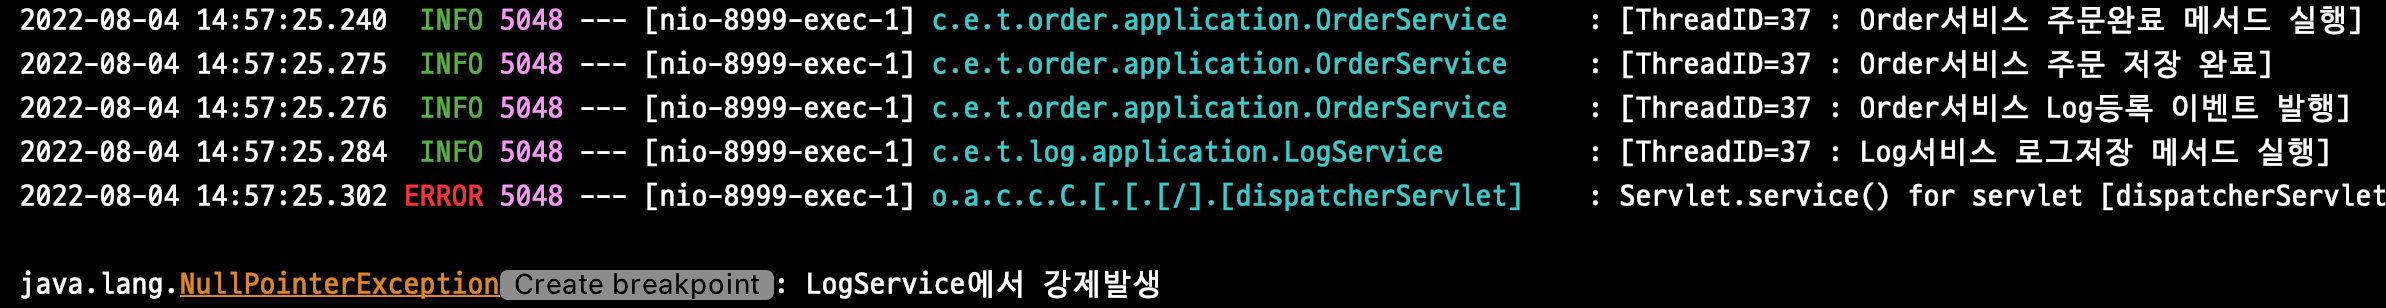 2022-08-04 14:57:25.240  INFO 5048 --- [nio-8999-exec-1] c.e.t.order.application.OrderService     : [ThreadID=37 : Order서비스 주문완료 메서드 실행]
2022-08-04 14:57:25.275  INFO 5048 --- [nio-8999-exec-1] c.e.t.order.application.OrderService     : [ThreadID=37 : Order서비스 주문 저장 완료]
2022-08-04 14:57:25.276  INFO 5048 --- [nio-8999-exec-1] c.e.t.order.application.OrderService     : [ThreadID=37 : Order서비스 Log등록 이벤트 발행]
2022-08-04 14:57:25.284  INFO 5048 --- [nio-8999-exec-1] c.e.t.log.application.LogService         : [ThreadID=37 : Log서비스 로그저장 메서드 실행]
2022-08-04 14:57:25.302 ERROR 5048 --- [nio-8999-exec-1] o.a.c.c.C.[.[.[/].[dispatcherServlet]    : Servlet.service() for servlet [dispatcherServlet
java.lang.NullPointerException Create breakpoint : LogService에서 강제발생